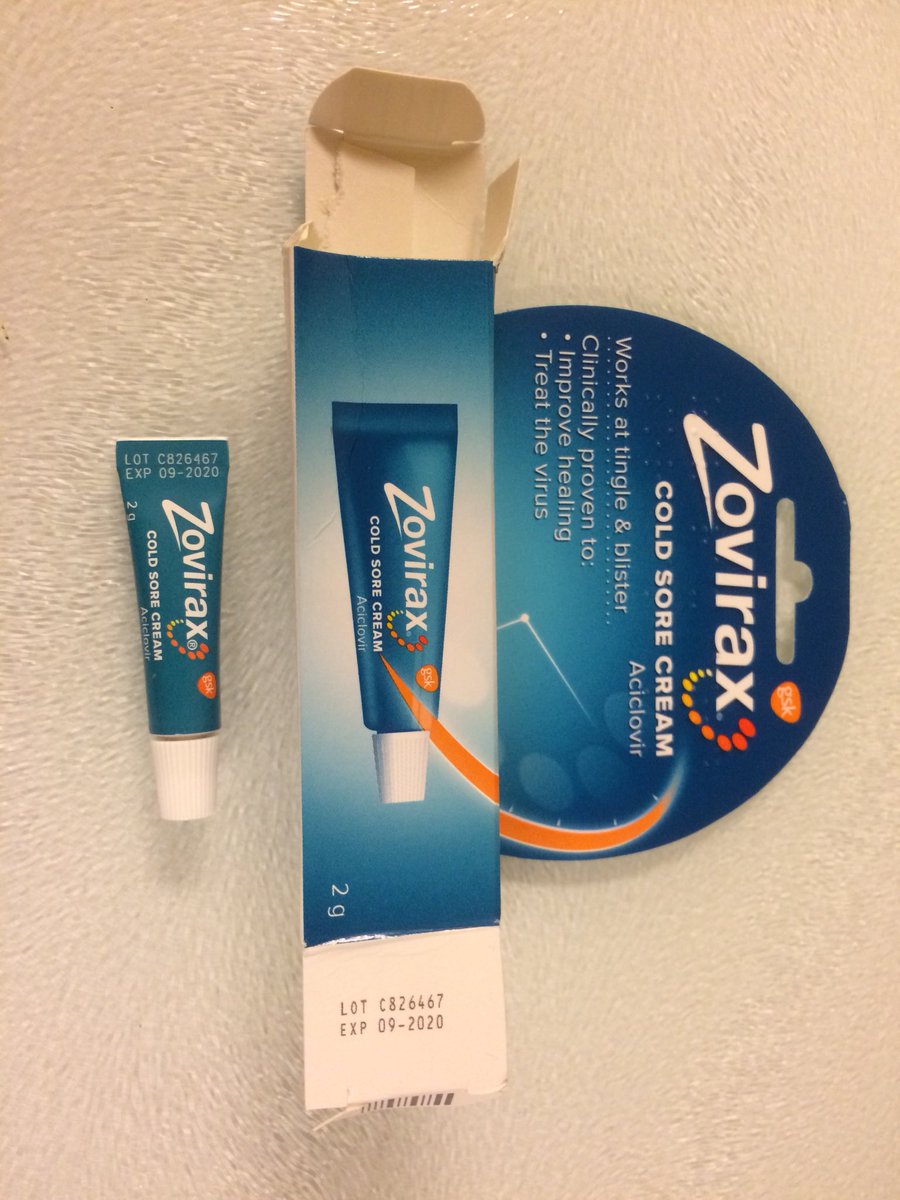 LOT C826467
EXP 09-2020
Zovirax®
COLD SORE CREAM
Aciclovir
2 g
gsk
Zovirax
COLD SORE CREAM
Aciclovir
gsk
2 g
LOT C826467
EXP 09-2020
Zovirax
COLD SORE CREAM
Aciclovir
gsk
Works at tingle & blister
Clinically proven to:
• Improve healing
• Treat the virus